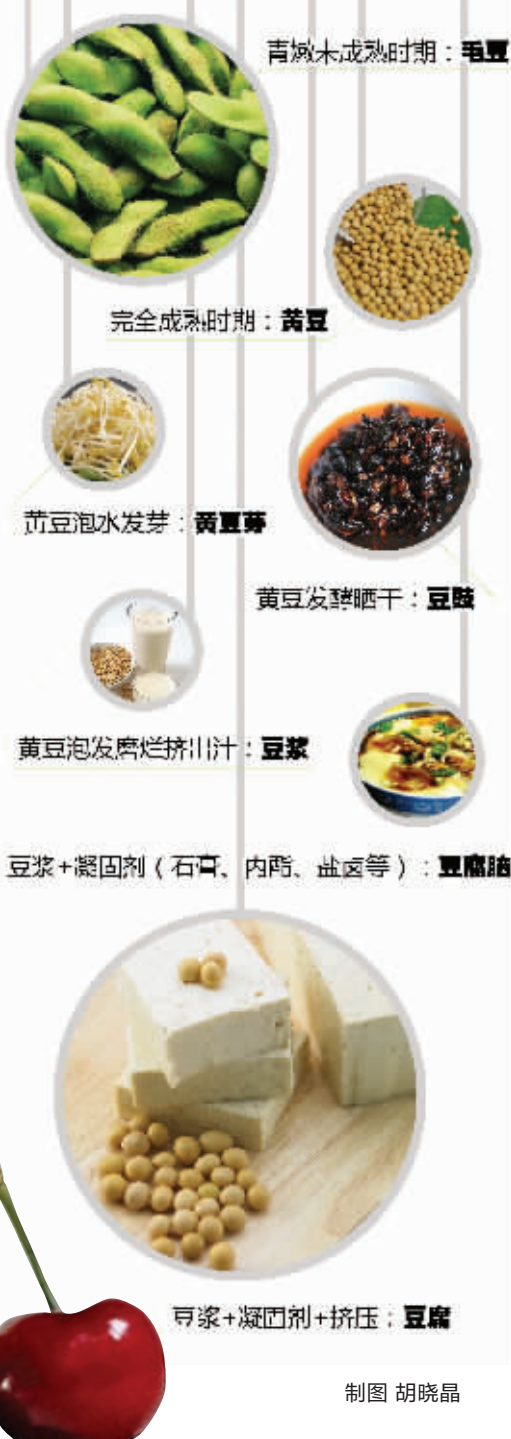 青嫩未成熟时期：毛豆
完全成熟时期：黄豆
黄豆泡水发芽：黄豆芽
黄豆发酵晒干：豆豉
黄豆泡发磨烂挤出汁：豆浆
豆浆+凝固剂（石膏、内酯、盐卤等）：豆腐脑
豆浆+凝固剂+挤压：豆腐
制图 胡晓晶